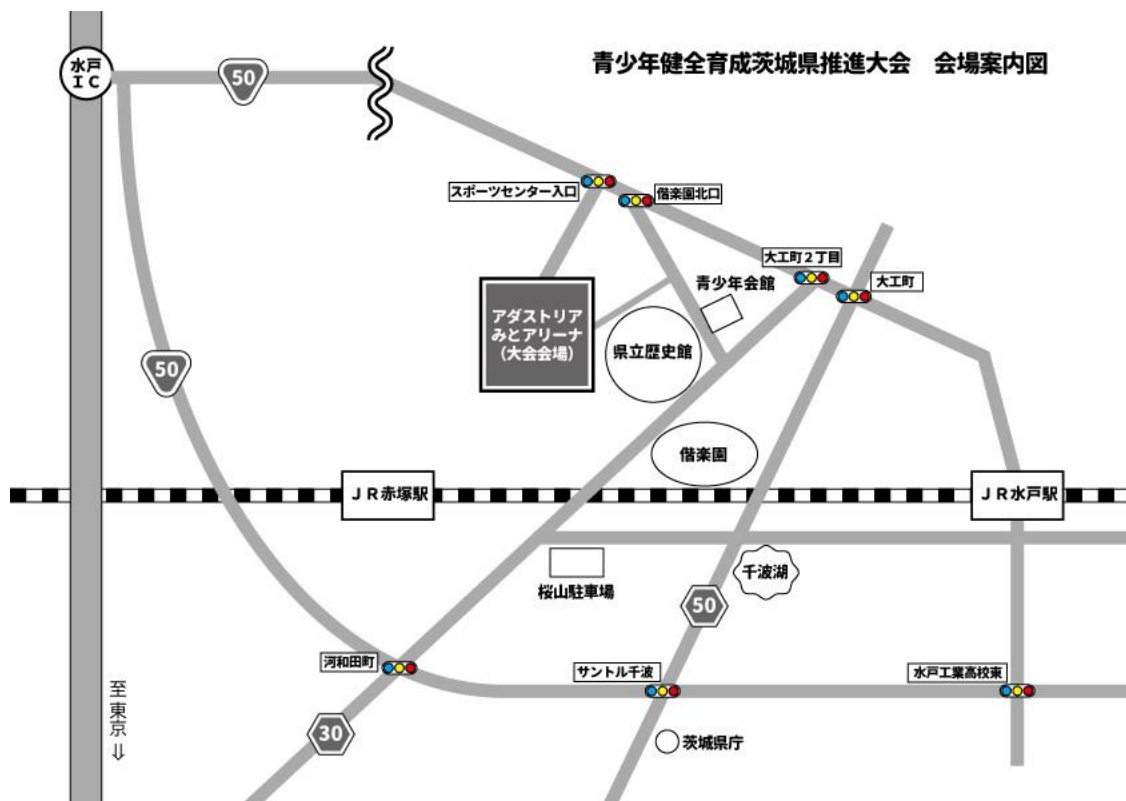 青少年健全育成茨城県推進大会 会場案内図
水戸
ＩＣ
50
スポーツセンター入口
偕楽園北口
大工町２丁目
大工町
青少年会館
アダストリア
みとアリーナ
（大会会場）
県立歴史館
50
偕楽園
ＪＲ赤塚駅
ＪＲ水戸駅
桜山駐車場
千波湖
50
河和田町
サントル千波
水戸工業高校東
至東京⇩
30
茨城県庁